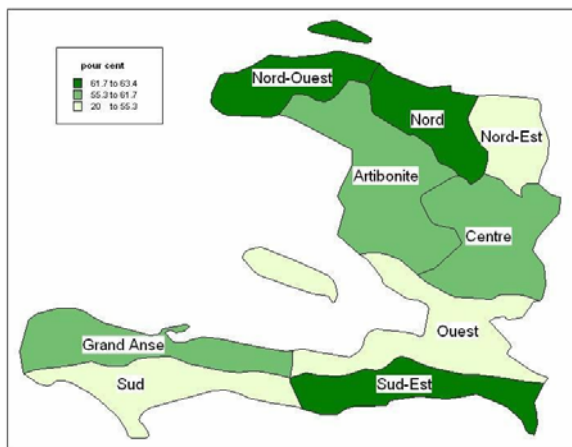 pour cent
61.7 to 63.4
55.3 to 61.7
20 to 55.3
Nord-Ouest
Nord
Nord-Est
Artibonite
Centre
Ouest
Grand Anse
Sud
Sud-Est